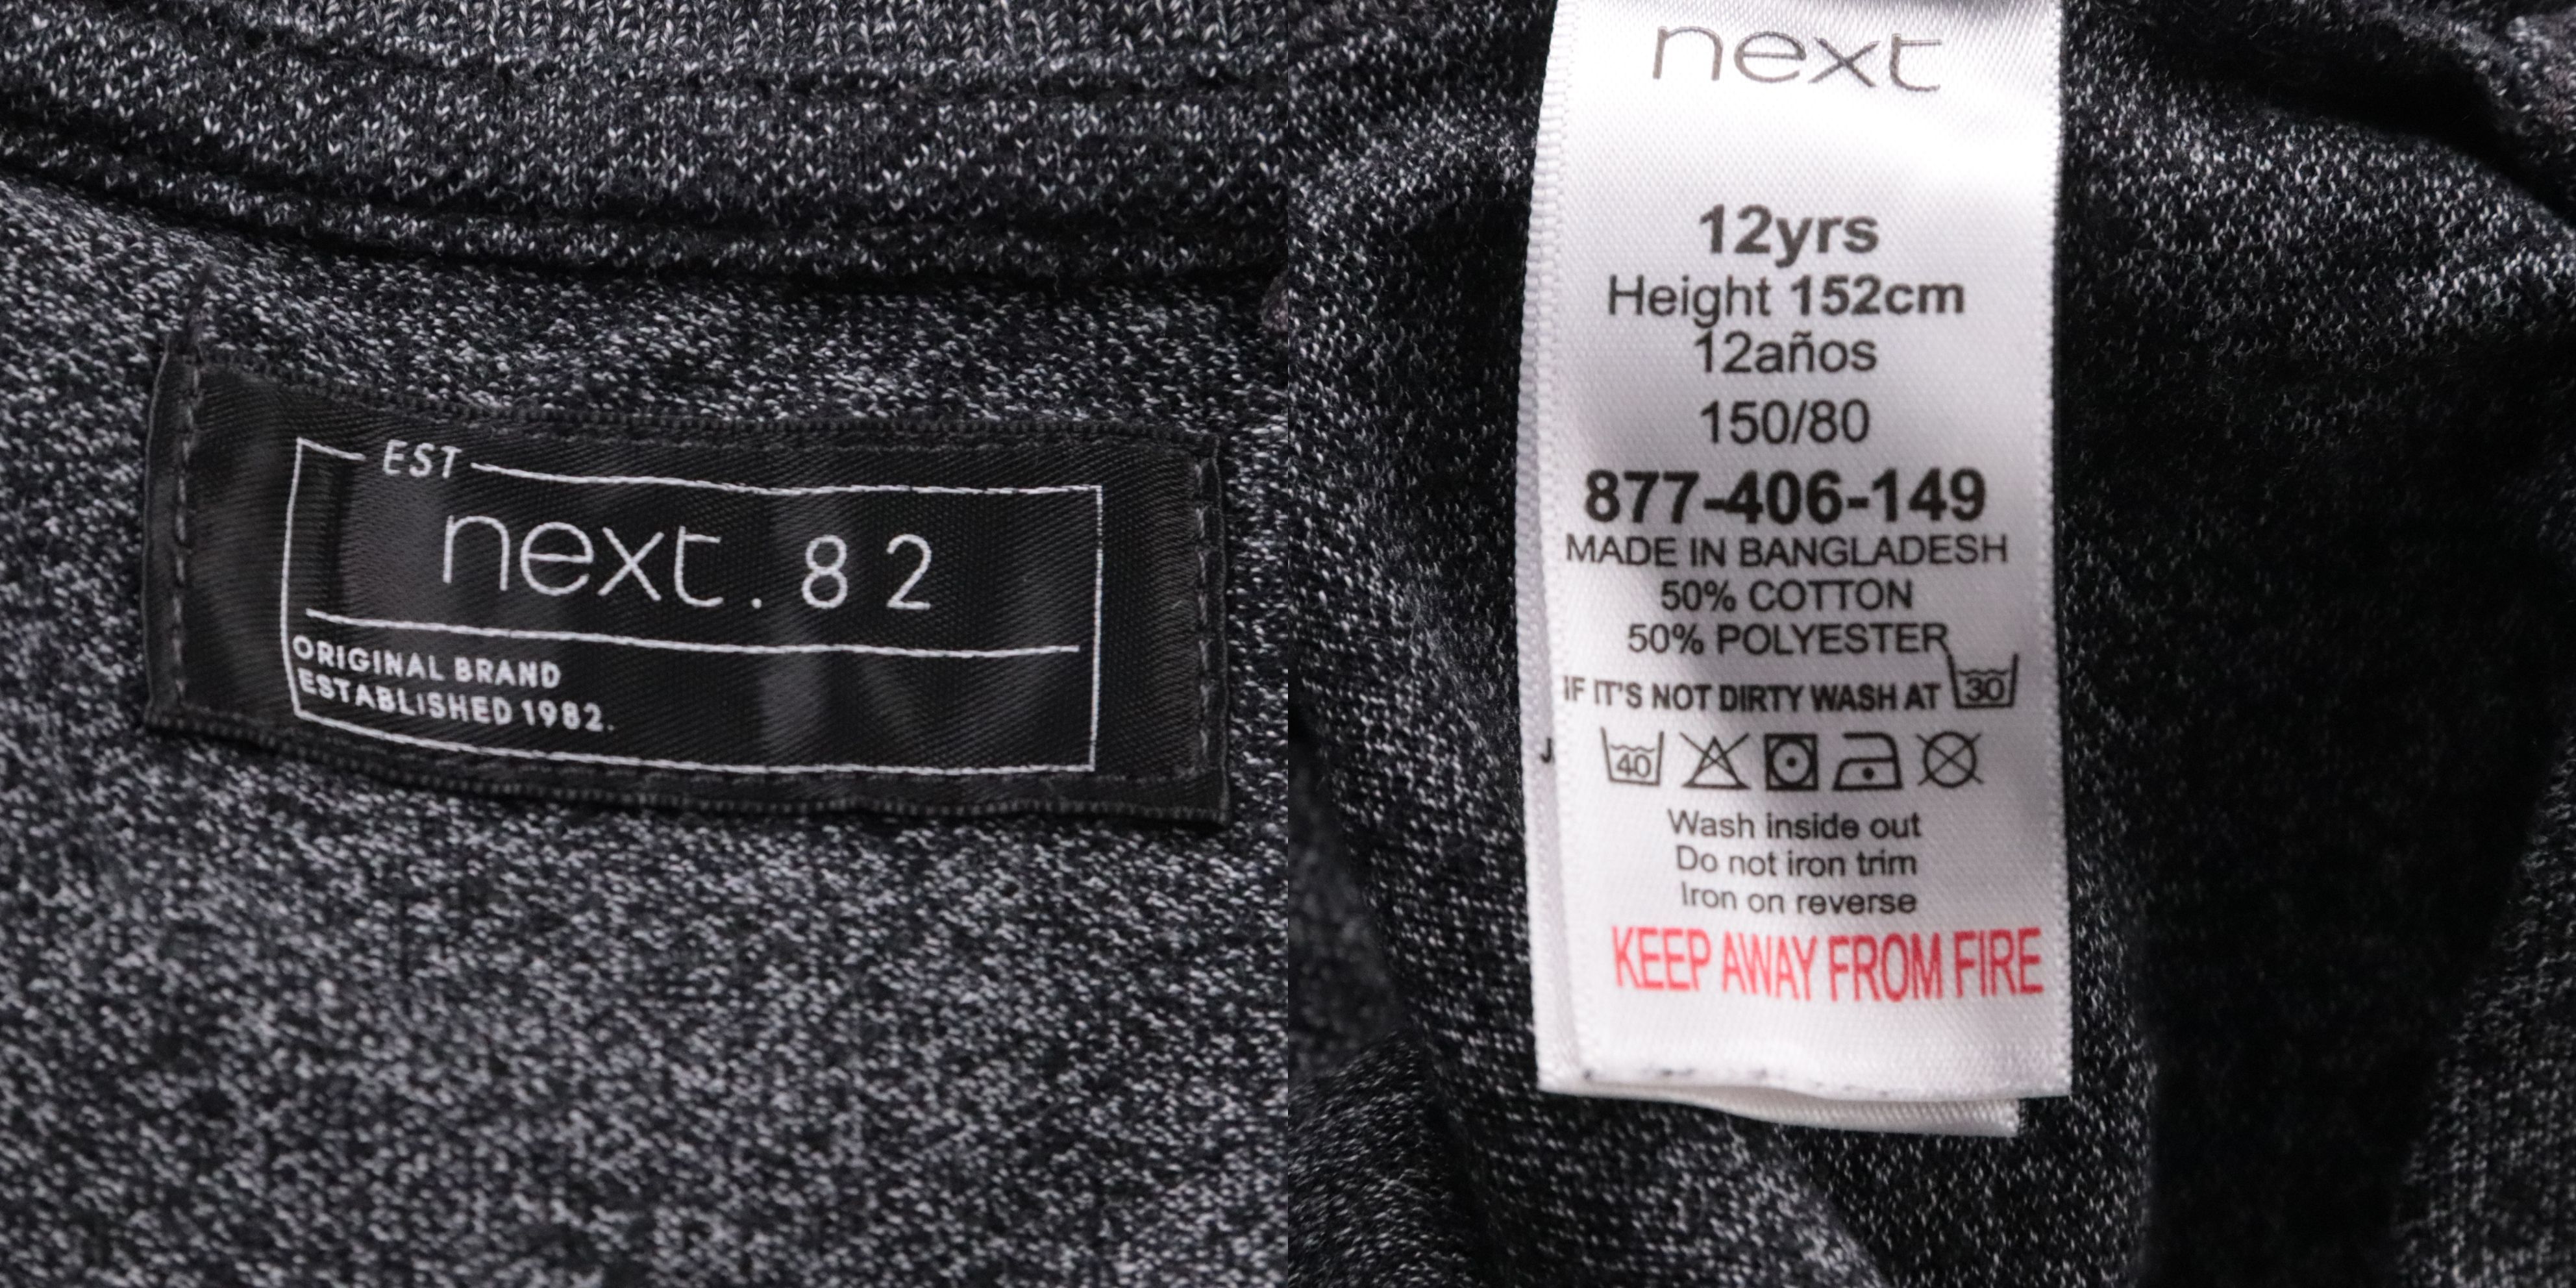 EST
next.82
ORIGINAL BRAND
ESTABLISHED 1982.
next
12yrs
Height 152cm
12años
150/80
877-406-149
MADE IN BANGLADESH
50% COTTON
50% POLYESTER
IF IT'S NOT DIRTY WASH AT 30
40
Wash inside out
Do not iron trim
Iron on reverse
KEEP AWAY FROM FIRE